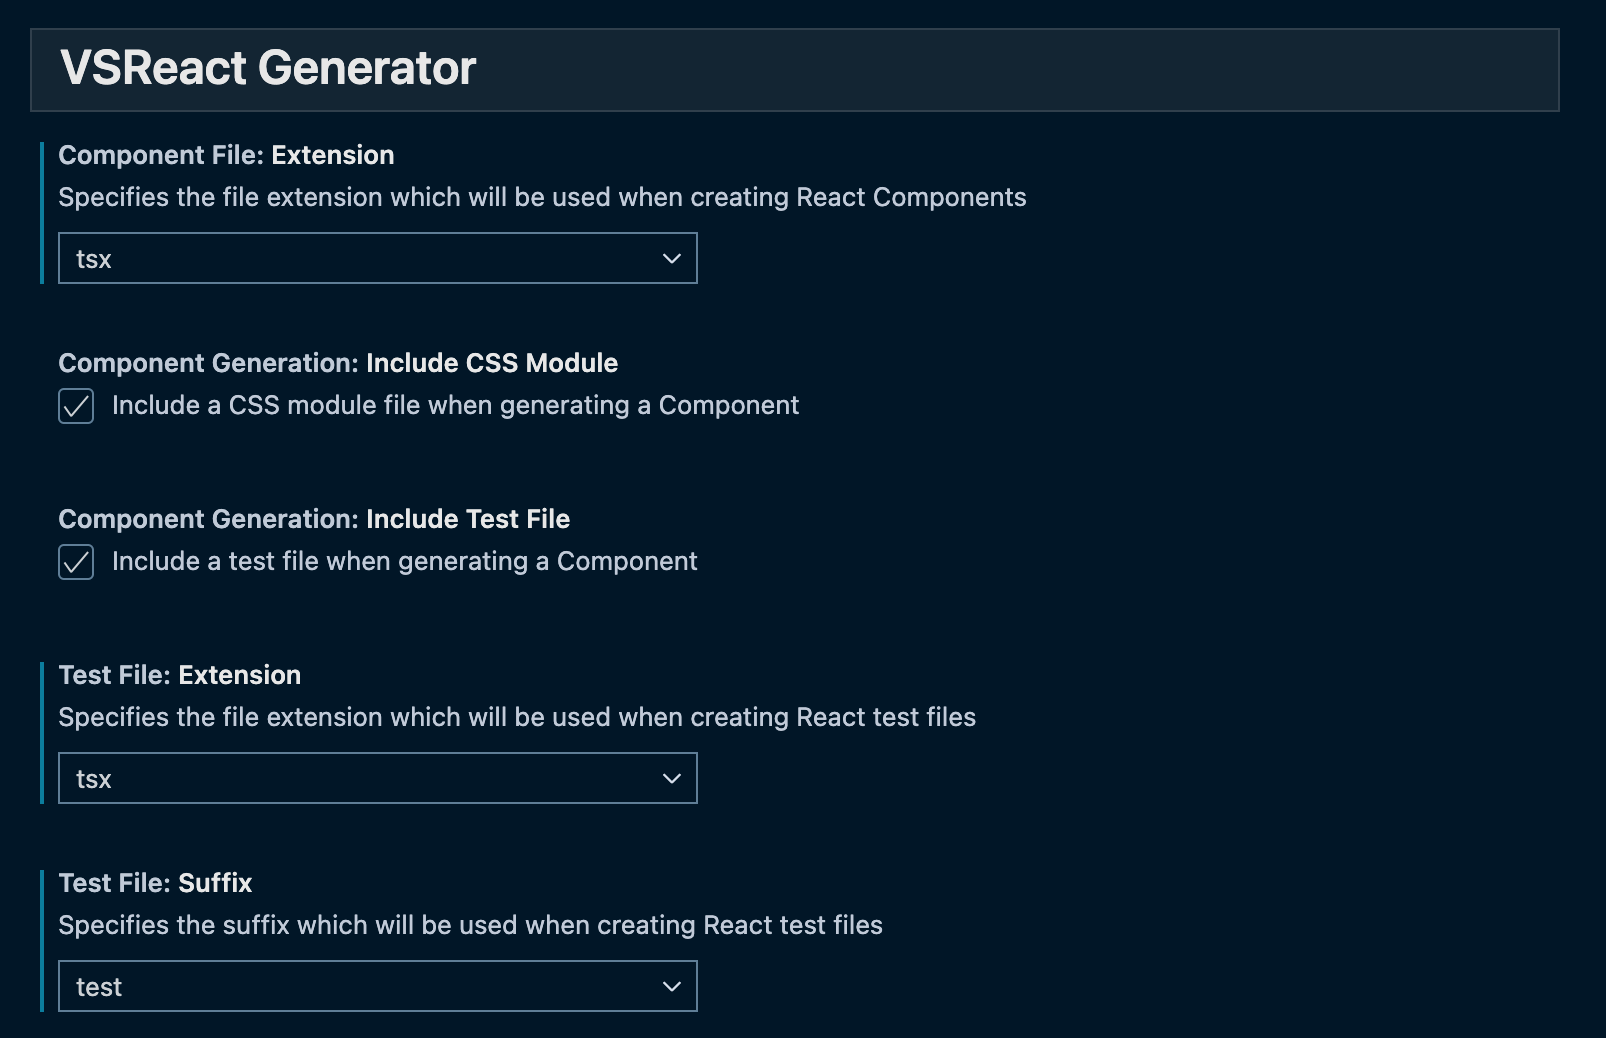 VSReact Generator
Component File: Extension
Specifies the file extension which will be used when creating React Components
tsx
Component Generation: Include CSS Module
Include a CSS module file when generating a Component
Component Generation: Include Test File
Include a test file when generating a Component
Test File: Extension
Specifies the file extension which will be used when creating React test files
tsx
Test File: Suffix
Specifies the suffix which will be used when creating React test files
test